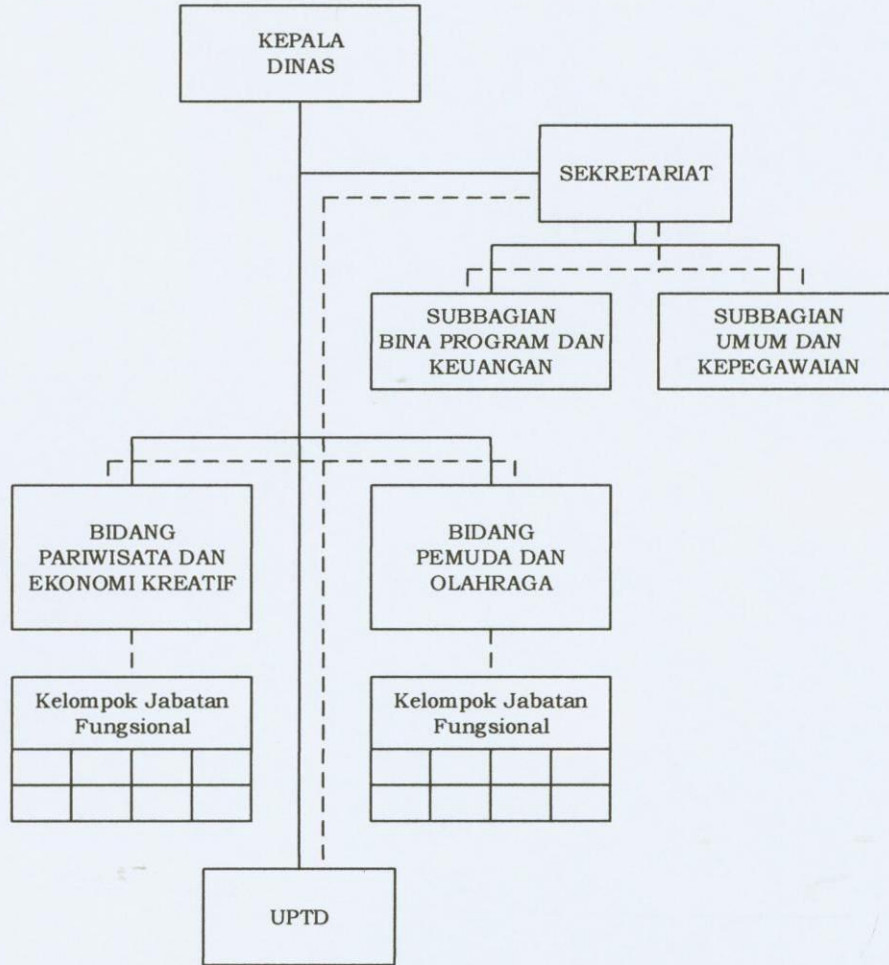 KEPALA
DINAS
SEKRETARIAT
SUBBAGIAN
BINA PROGRAM DAN
KEUANGAN
SUBBAGIAN
UMUM DAN
KEPEGAWAIAN
BIDANG
PARIWISATA DAN
EKONOMI KREATIF
BIDANG
PEMUDA DAN
OLAHRAGA
Kelompok Jabatan
Fungsional
Kelompok Jabatan
Fungsional
UPTD